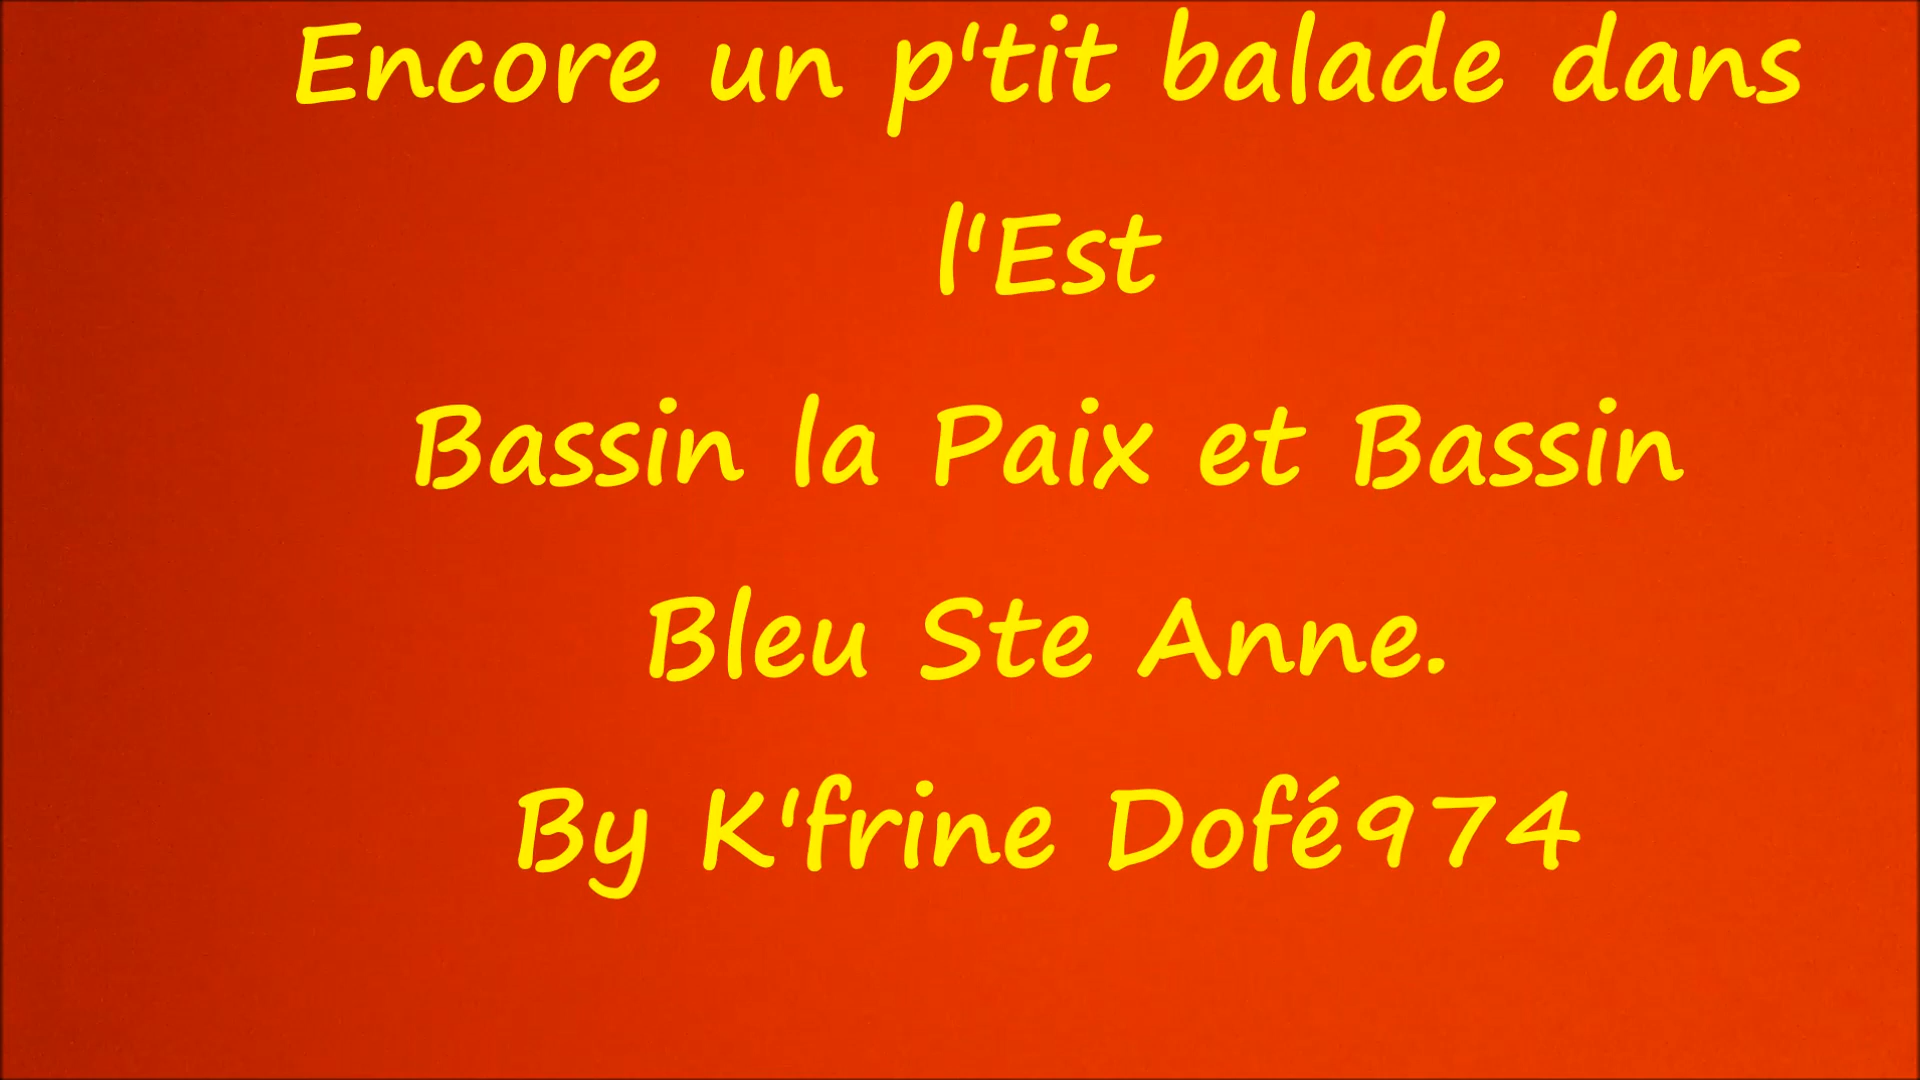 Encore un p'tit balade dans
l'Est
Bassin la Paix et Bassin
Bleu Ste Anne.
By K'frine Dofé974